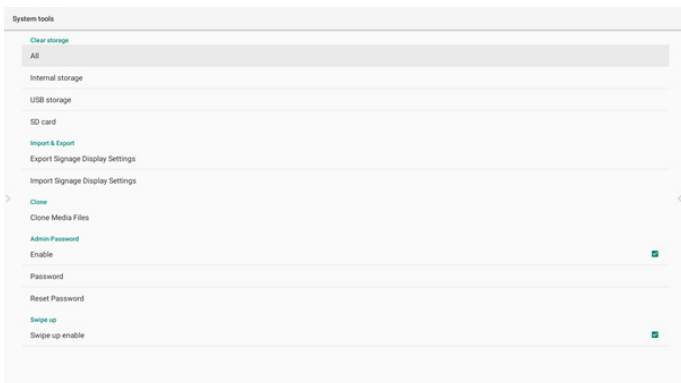 System tools
Clear storage
All
Internal storage
USB storage
SD card
Import & Export
Export Signage Display Settings
Import Signage Display Settings
Clone
Clone Media Files
Admin Password
Enable
Password
Reset Password
Swipe up
Swipe up enable